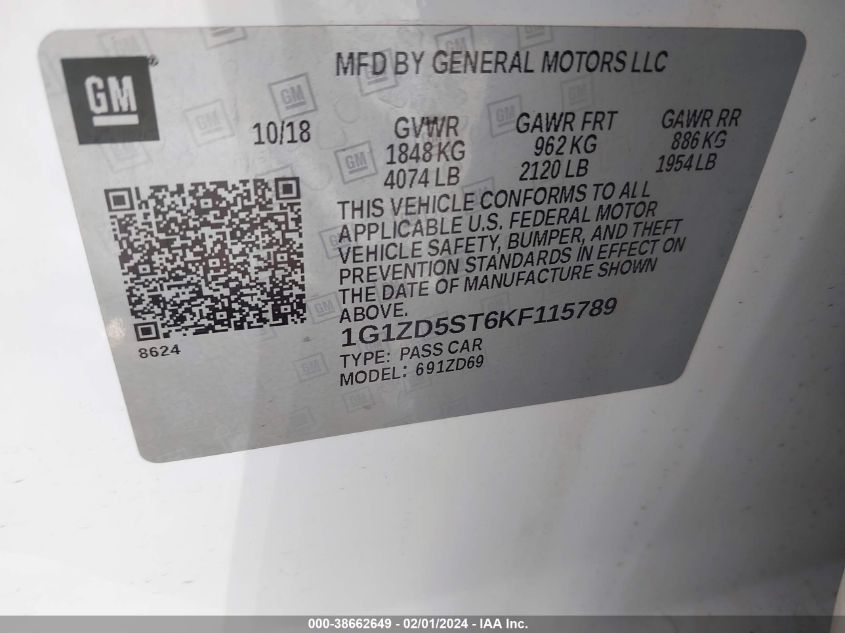 GM®
MFD BY GENERAL MOTORS LLC
10/18
GVWR
1848 KG
4074 LB
GAWR FRT
962 KG
2120 LB
GAWR RR
886 KG
1954 LB
THIS VEHICLE CONFORMS TO ALL
APPLICABLE U.S. FEDERAL MOTOR
VEHICLE SAFETY, BUMPER, AND THEFT
PREVENTION STANDARDS IN EFFECT ON
THE DATE OF MANUFACTURE SHOWN
ABOVE.
1G1ZD5ST6KF115789
TYPE: PASS CAR
MODEL: 691ZD69
8624
000-38662649 - 02/01/2024 - IAA Inc.